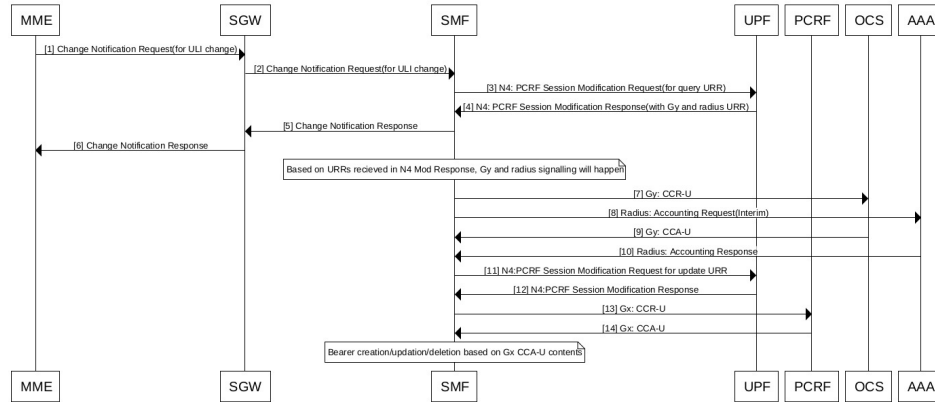 MME SGW SMF UPF PCRF OCS AAA
[1] Change Notification Request(for ULI change)
[2] Change Notification Request(for ULI change)
[3] N4: PCRF Session Modification Request(for query URR)
[4] N4: PCRF Session Modification Response(with Gy and radius URR)
[5] Change Notification Response
[6] Change Notification Response
Based on URRs recieved in N4 Mod Response, Gy and radius signalling will happen
[7] Gy: CCR-U
[8] Radius: Accounting Request(Interim)
[9] Gy: CCA-U
[10] Radius: Accounting Response
[11] N4:PCRF Session Modification Request for update URR
[12] N4:PCRF Session Modification Response
[13] Gx: CCR-U
[14] Gx: CCA-U
Bearer creation/updation/deletion based on Gx CCA-U contents
MME SGW SMF UPF PCRF OCS AAA